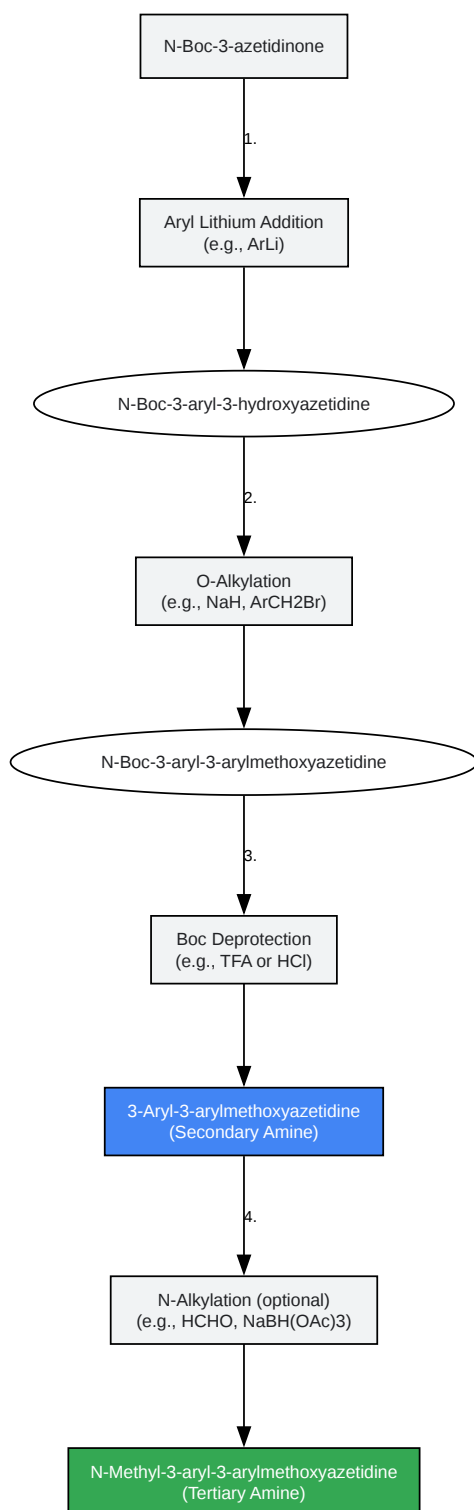 N-Boc-3-azetidinone
1.
Aryl Lithium Addition
(e.g., ArLi)
N-Boc-3-aryl-3-hydroxyazetidine
2.
O-Alkylation
(e.g., NaH, ArCH2Br)
N-Boc-3-aryl-3-arylmethoxyazetidine
3.
Boc Deprotection
(e.g., TFA or HCl)
3-Aryl-3-arylmethoxyazetidine
(Secondary Amine)
4.
N-Alkylation (optional)
(e.g., HCHO, NaBH(OAc)3)
N-Methyl-3-aryl-3-arylmethoxyazetidine
(Tertiary Amine)